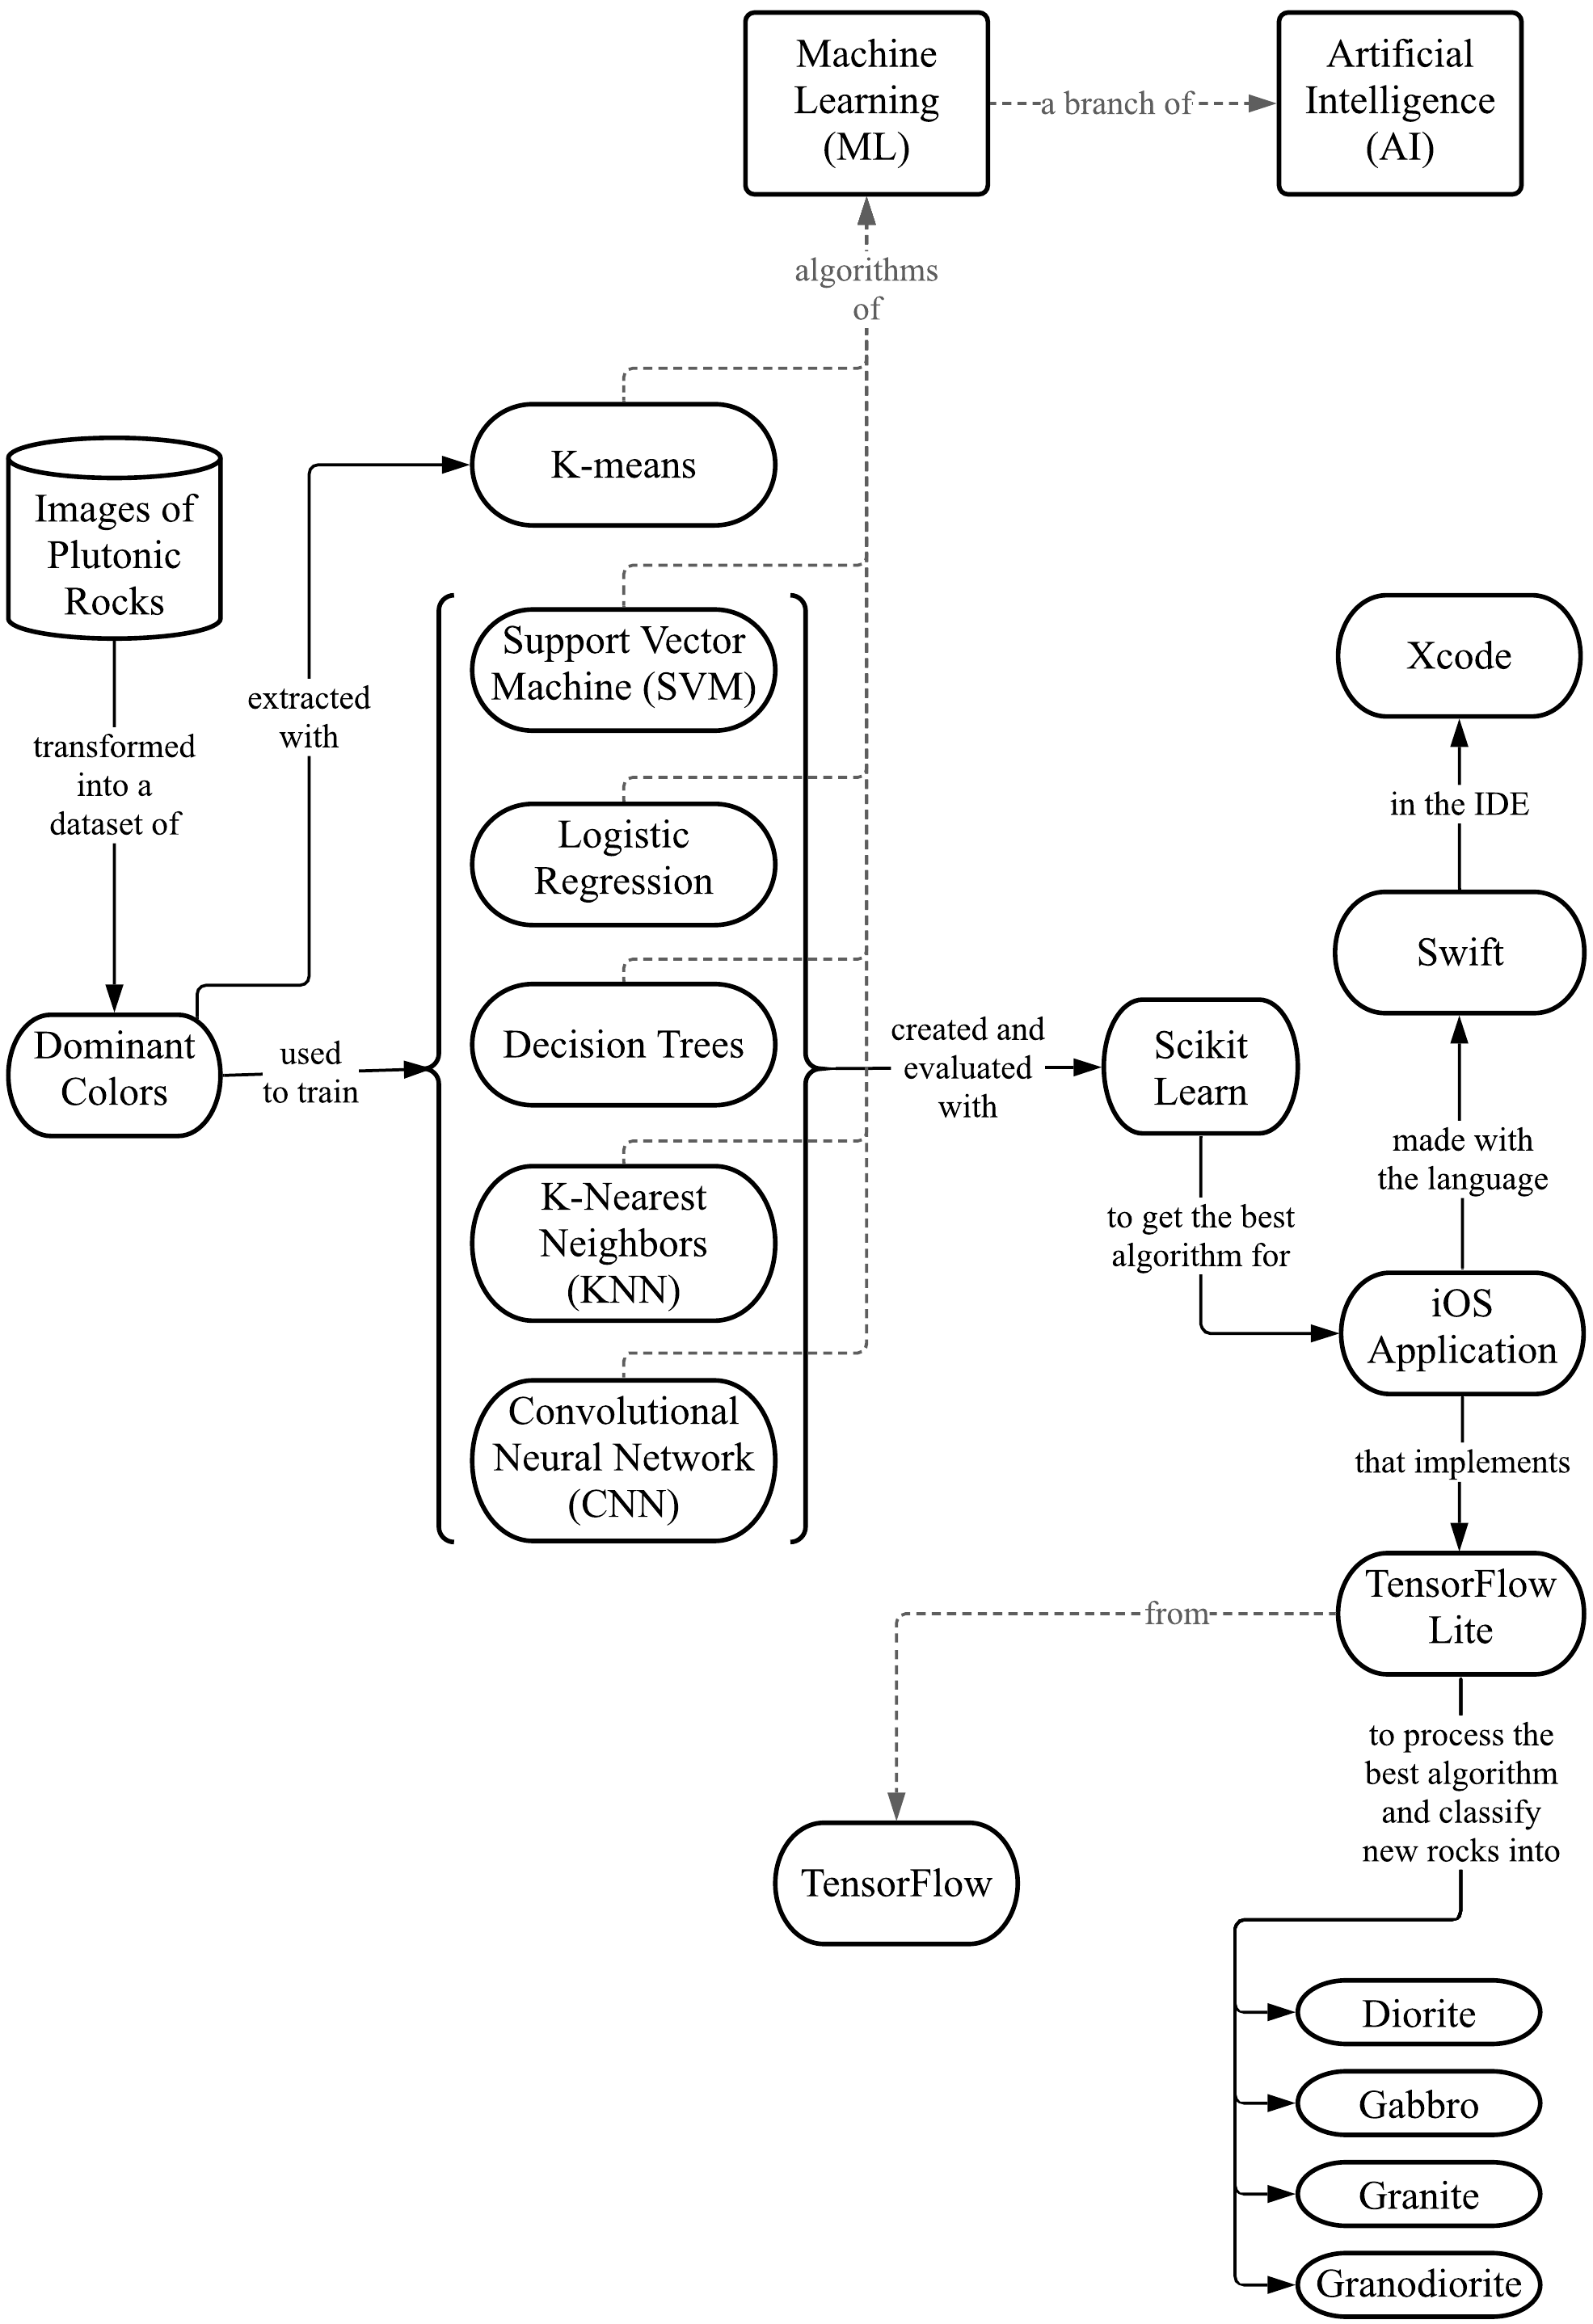 Machine
Learning
(ML)
a branch of
Artificial
Intelligence
(AI)
algorithms
of
K-means
Images of
Plutonic
Rocks
extracted
with
transformed
into a
dataset of
Support Vector
Machine (SVM)
Logistic
Regression
Decision Trees
K-Nearest
Neighbors
(KNN)
Convolutional
Neural Network
(CNN)
Dominant
Colors
used
to train
created and
evaluated
with
Scikit
Learn
to get the best
algorithm for
Xcode
in the IDE
Swift
made with
the language
iOS
Application
that implements
TensorFlow
Lite
from
TensorFlow
to process the
best algorithm
and classify
new rocks into
Diorite
Gabbro
Granite
Granodiorite